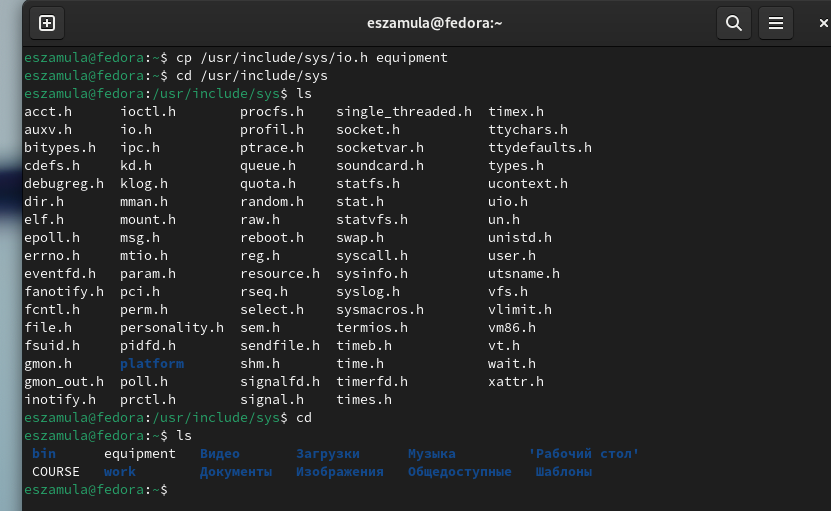 eszamula@fedora:~
eszamula@fedora:~$ cp /usr/include/sys/io.h equipment
eszamula@fedora:~$ cd /usr/include/sys
eszamula@fedora:/usr/include/sys$ ls
acct.h ioctl.h procfs.h single_threaded.h timex.h
auxv.h io.h profil.h socket.h ttychars.h
bitypes.h ipc.h ptrace.h socketvar.h ttydefaults.h
cdefs.h kd.h queue.h soundcard.h types.h
debugreg.h klog.h quota.h statfs.h ucontext.h
dir.h mman.h random.h stat.h uio.h
elf.h mount.h raw.h statvfs.h un.h
epoll.h msg.h reboot.h swap.h unistd.h
errno.h mtio.h reg.h syscall.h user.h
eventfd.h param.h resource.h sysinfo.h utsname.h
fanotify.h pci.h rseq.h syslog.h vfs.h
fcntl.h perm.h select.h sysmacros.h vlimit.h
file.h personality.h sem.h termios.h vm86.h
fsuid.h pidfd.h sendfile.h timeb.h vt.h
gmon.h platform shm.h time.h wait.h
gmon_out.h poll.h signalfd.h timerfd.h xattr.h
inotify.h prctl.h signal.h times.h
eszamula@fedora:/usr/include/sys$ cd
eszamula@fedora:~$ ls
bin equipment Видео Загрузки Музыка 'Рабочий стол'
COURSE work Документы Изображения Общедоступные Шаблоны
eszamula@fedora:~$